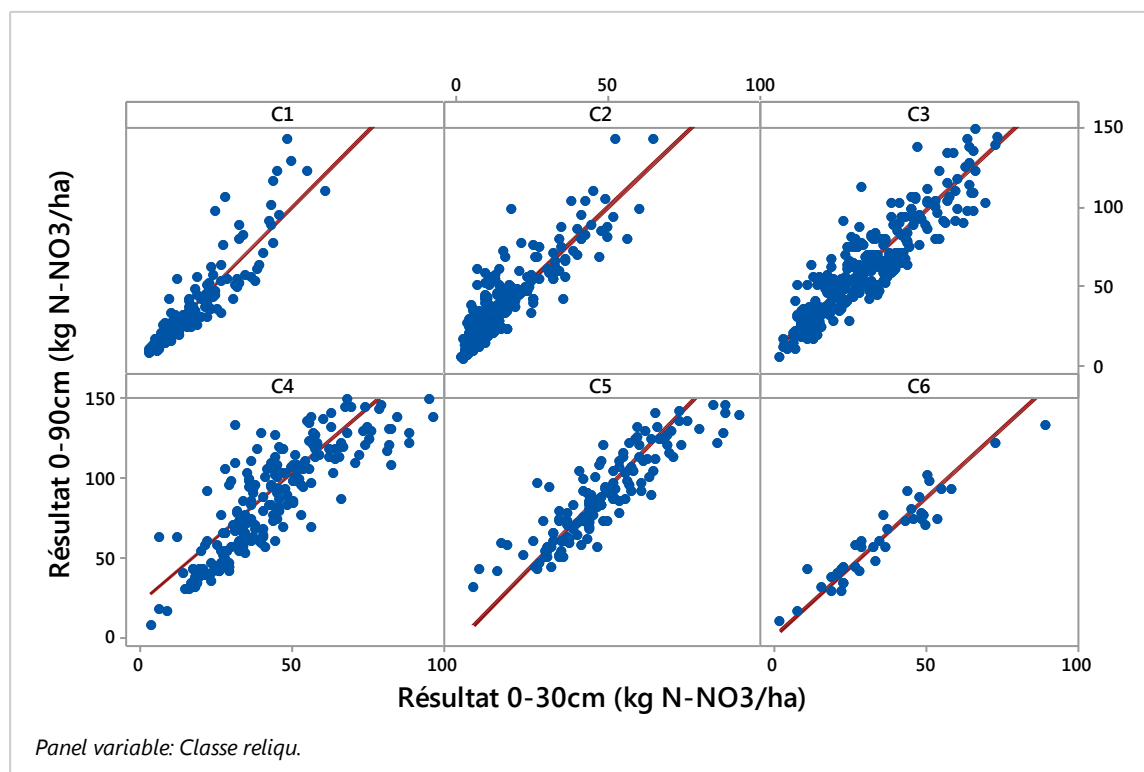 0 50 100
C1 C2 C3
150
100
50
0
C4 C5 C6
150
100
50
0
0 50 100 0 50 100
Résultat 0-90cm (kg N-NO3/ha)
Résultat 0-30cm (kg N-NO3/ha)
Panel variable: Classe reliqu.